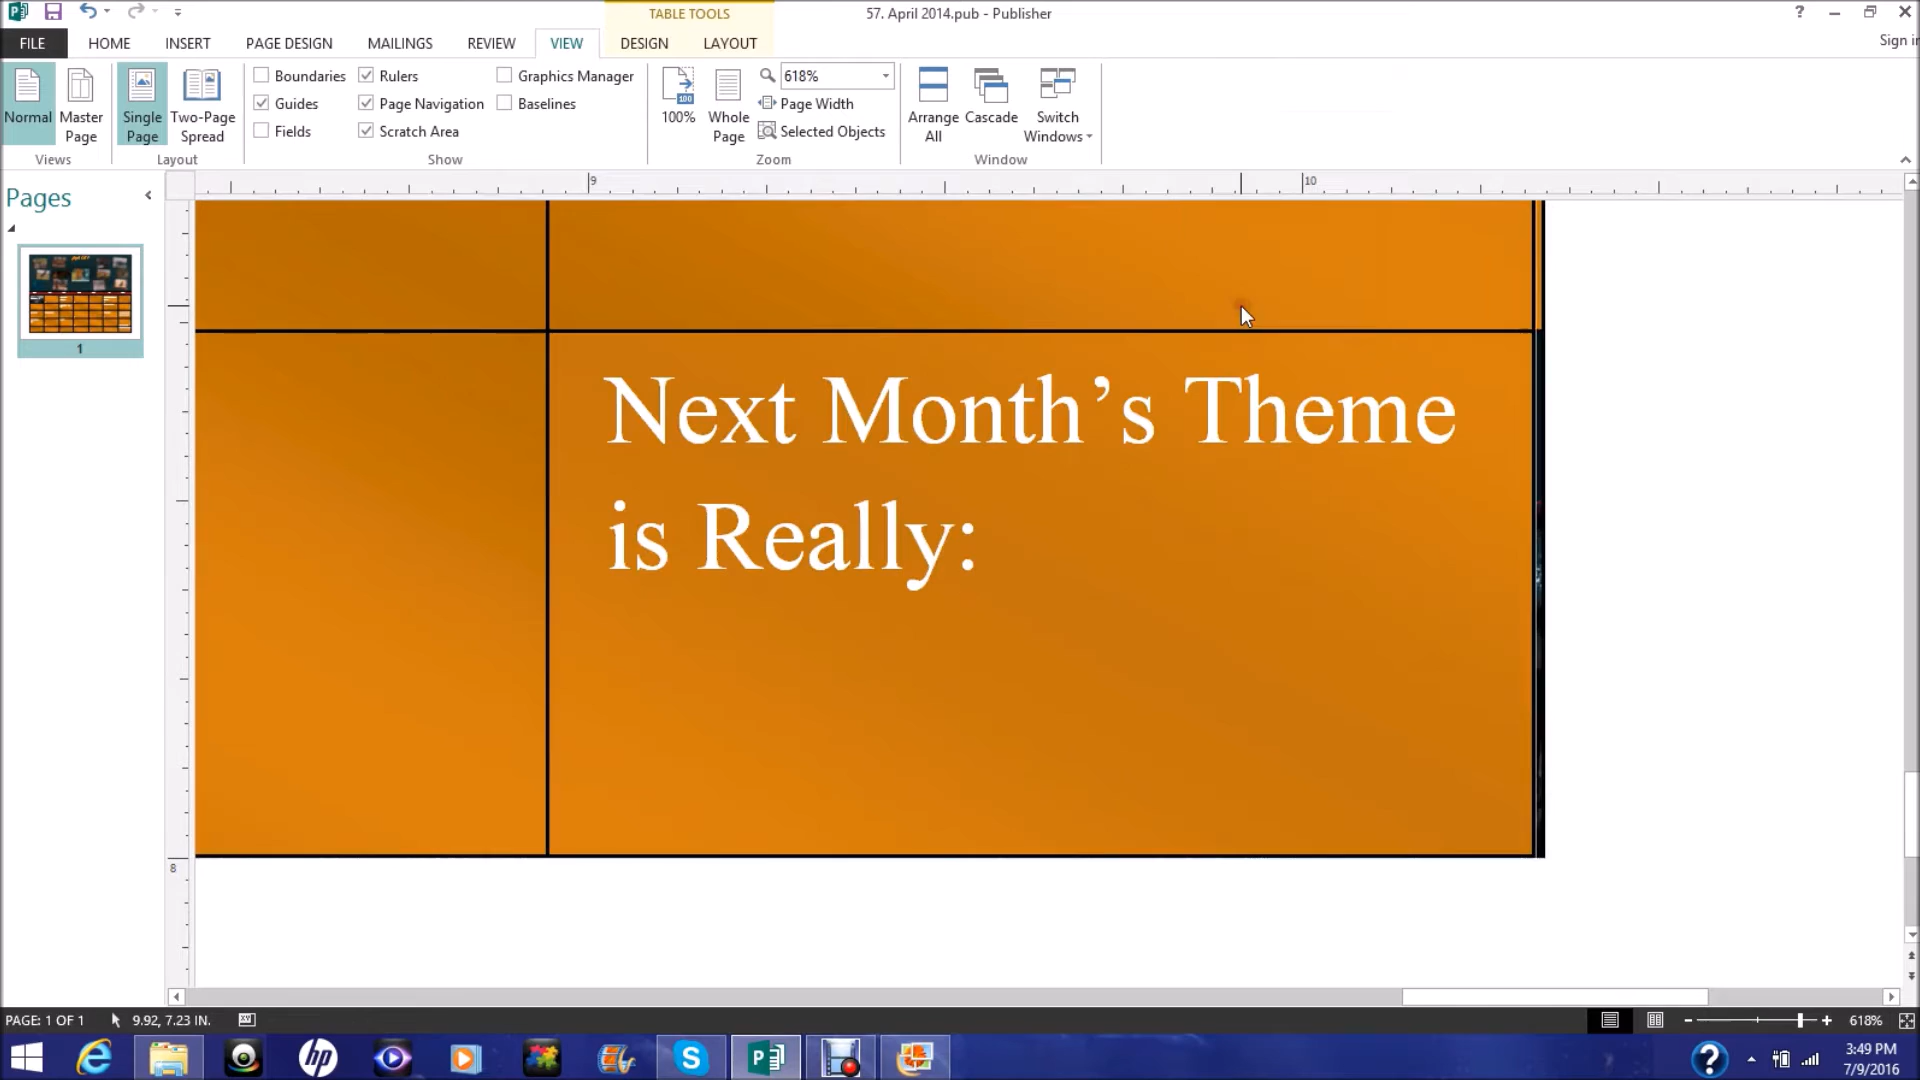 57. April 2014.pub - Publisher
TABLE TOOLS
Sign in
FILE HOME INSERT PAGE DESIGN MAILINGS REVIEW VIEW DESIGN LAYOUT
Normal
Master Page
Views
Single Page
Two-Page Spread
Layout
Boundaries Rulers Graphics Manager
Guides Page Navigation Baselines
Fields Scratch Area
Show
100%
Whole Page
618%
Page Width
Selected Objects
Zoom
Arrange All
Cascade
Switch Windows
Window
Pages
1
9 10
8
Next Month’s Theme
is Really:
PAGE: 1 OF 1 9.92, 7.23 IN. 618%
3:49 PM
7/9/2016